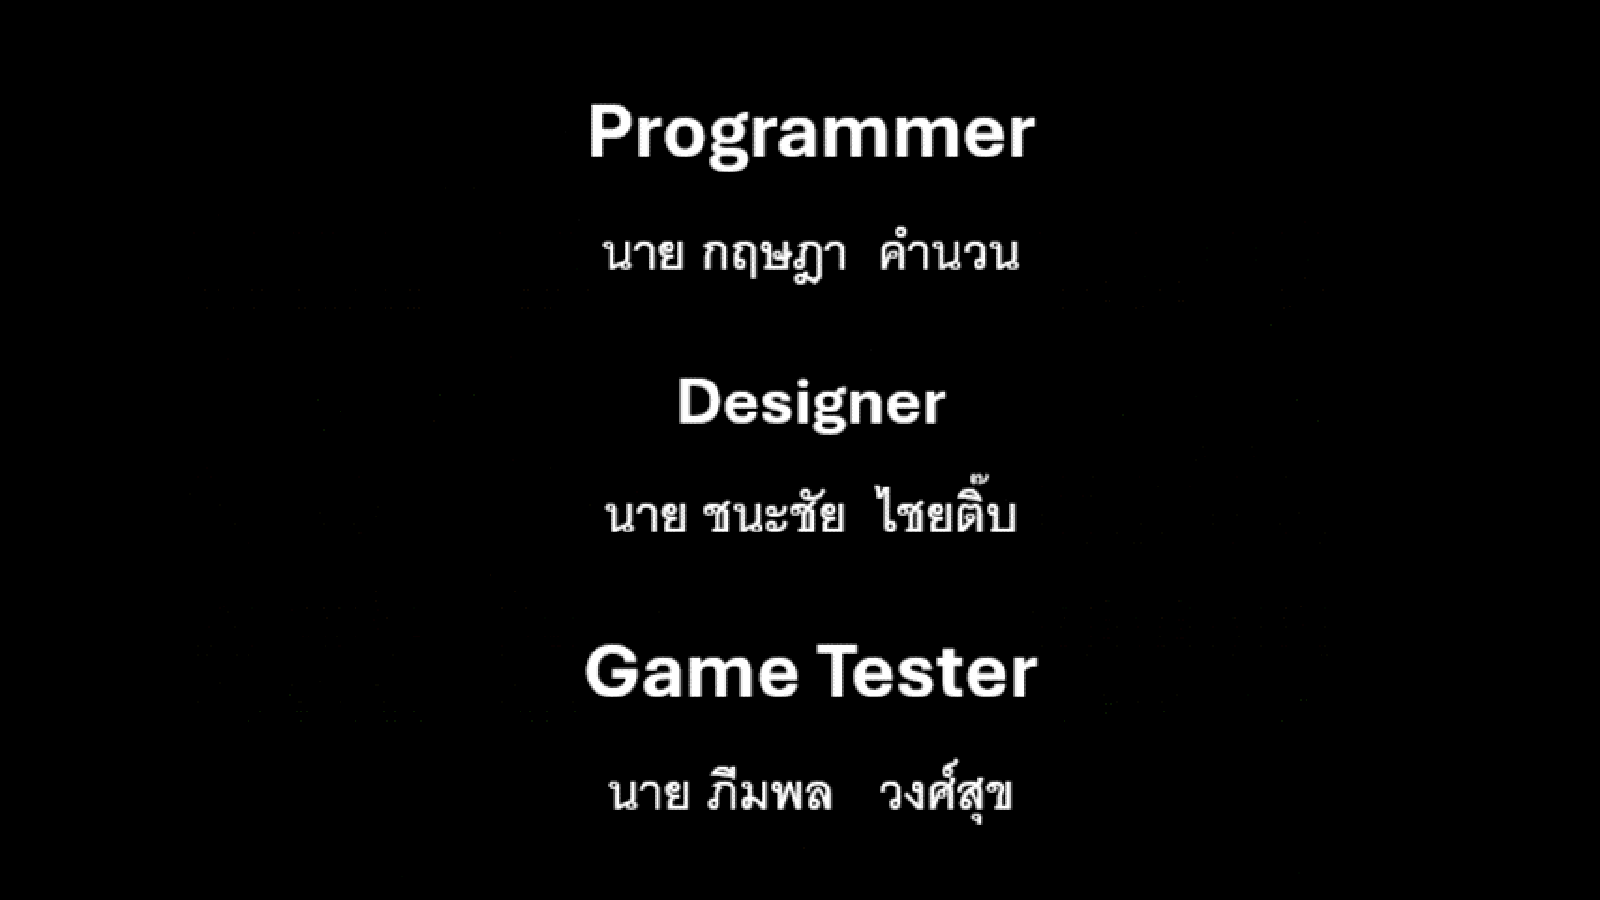 Programmer
นาย กฤษฎา คำนวน
Designer
นาย ชนะชัย ไชยติ๊บ
Game Tester
นาย ภีมพล วงศ์สุข